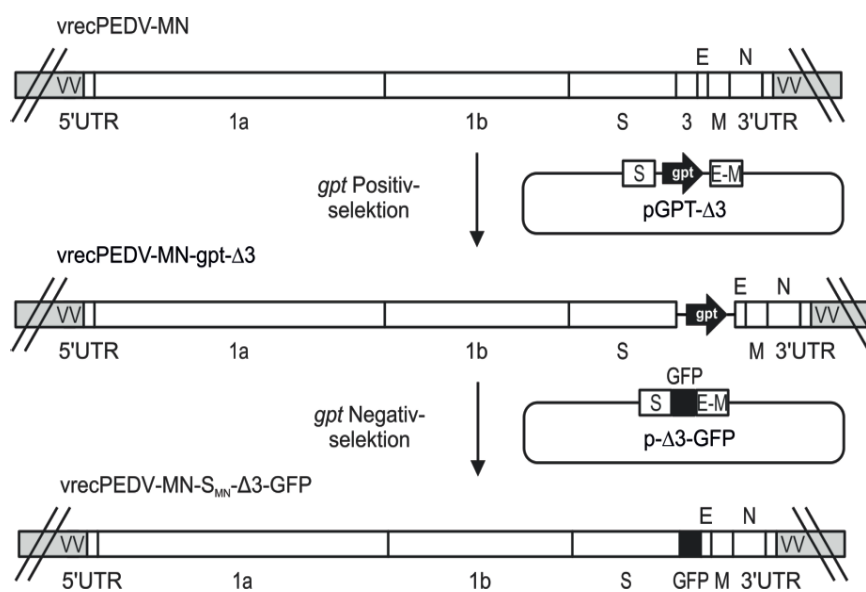 vrecPEDV-MN
E N
VV VV
5'UTR 1a 1b S 3 M 3'UTR
gpt Positiv-
selektion
S gpt E-M
pGPT-Δ3
vrecPEDV-MN-gpt-Δ3
E N
VV gpt VV
5'UTR 1a 1b S M 3'UTR
gpt Negativ-
selektion
GFP
S E-M
p-Δ3-GFP
vrecPEDV-MN-SMN-Δ3-GFP
E N
VV VV
5'UTR 1a 1b S GFP M 3'UTR